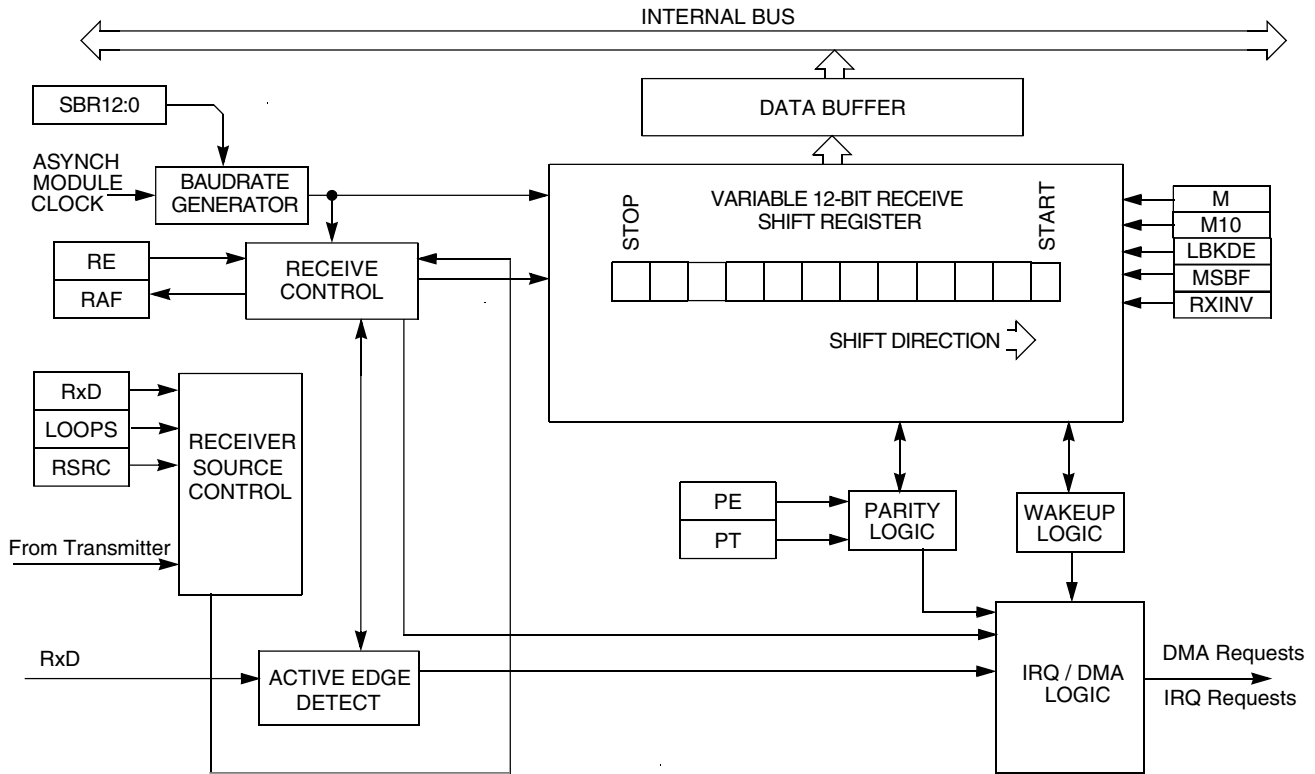 INTERNAL BUS
SBR12:0
DATA BUFFER
ASYNCH
MODULE
CLOCK
BAUDRATE
GENERATOR
VARIABLE 12-BIT RECEIVE
SHIFT REGISTER
STOP
START
M
M10
LBKDE
MSBF
RXINV
RE
RAF
RECEIVE
CONTROL
SHIFT DIRECTION
RxD
LOOPS
RSRC
RECEIVER
SOURCE
CONTROL
From Transmitter
PE
PT
PARITY
LOGIC
WAKEUP
LOGIC
RxD
ACTIVE EDGE
DETECT
IRQ / DMA
LOGIC
DMA Requests
IRQ Requests